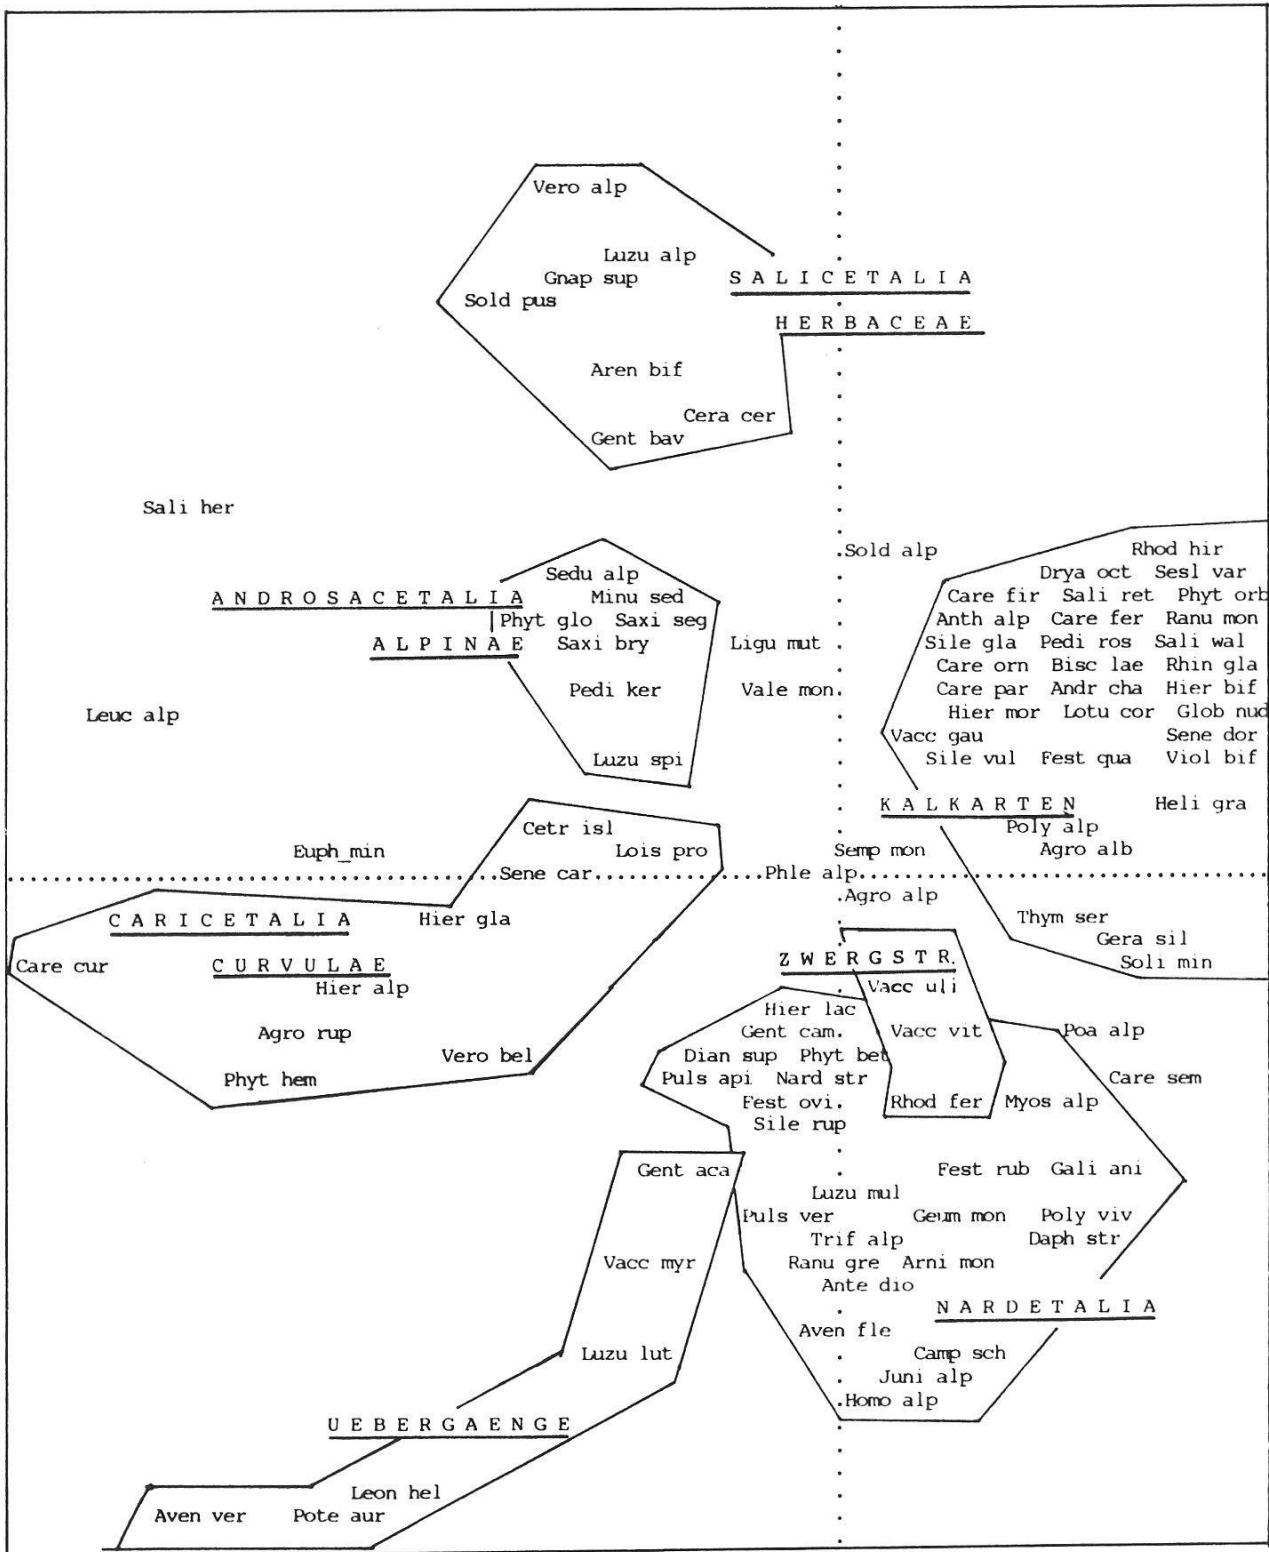 Vero alp
Luzu alp
Gnap sup S A L I C E T A L I A
Sold pus
H E R B A C E A E
Aren bif
Cera cer
Gent bav
Sali her
Sold alp Rhod hir
Sedu alp Drya oct Sesl var
A N D R O S A C E T A L I A Minu sed Care fir Sali ret Phyt orb
Phyt glo Saxi seg Anth alp Care fer Ranu mon
A L P I N A E Saxi bry Ligu mut Sile gla Pedi ros Sali wal
Care orn Bisc lae Rhin gla
Pedi ker Vale mon Care par Andr cha Hier bif
Leuc alp Hier mor Lotu cor Glob nud
Vacc gau Sene dor
Luzu spi Sile vul Fest qua Viol bif
K A L K A R T E N Heli gra
Cetr isl Poly alp
Euph_min Lois pro Semp mon Agro alb
Sene car Phle alp
Agro alp
C A R I C E T A L I A Hier gla Thym ser
Gera sil
Care cur C U R V U L A E Z W E R G S T R. Soli min
Hier alp Vacc uli
Hier lac
Agro rup Gent cam. Vacc vit Poa alp
Vero bel Dian sup Phyt bet
Phyt hem Puls api Nard str Care sem
Fest ovi. Rhod fer Myos alp
Sile rup
Gent aca Fest rub Gali ani
Luzu mul
Puls ver Geum mon Poly viv
Trif alp Daph str
Vacc myr Ranu gre Arni mon
Ante dio
N A R D E T A L I A
Aven fle
Luzu lut Camp sch
Juni alp
Homo alp
U E B E R G A E N G E
Leon hel
Aven ver Pote aur